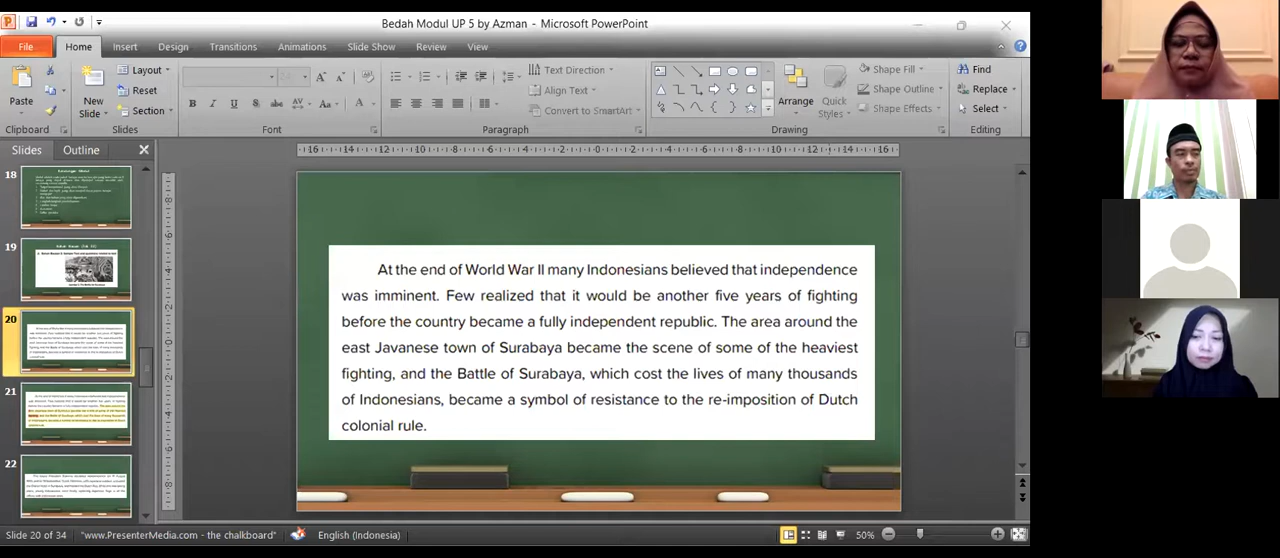 Bedah Modul UP 5 by Azman - Microsoft PowerPoint
File Home Insert Design Transitions Animations Slide Show Review View
Paste
Clipboard
New Slide
Layout
Reset
Section
Slides
Font
Text Direction
Align Text
Convert to SmartArt
Paragraph
Arrange
Quick Styles
Shape Fill
Shape Outline
Shape Effects
Drawing
Find
Replace
Select
Editing
Slides Outline
18
19
20
21
22
At the end of World War II many Indonesians believed that independence
was imminent. Few realized that it would be another five years of fighting
before the country became a fully independent republic. The area around the
east Javanese town of Surabaya became the scene of some of the heaviest
fighting, and the Battle of Surabaya, which cost the lives of many thousands
of Indonesians, became a symbol of resistance to the re-imposition of Dutch
colonial rule.
Slide 20 of 34 "www.PresenterMedia.com - the chalkboard" English (Indonesia) 50%